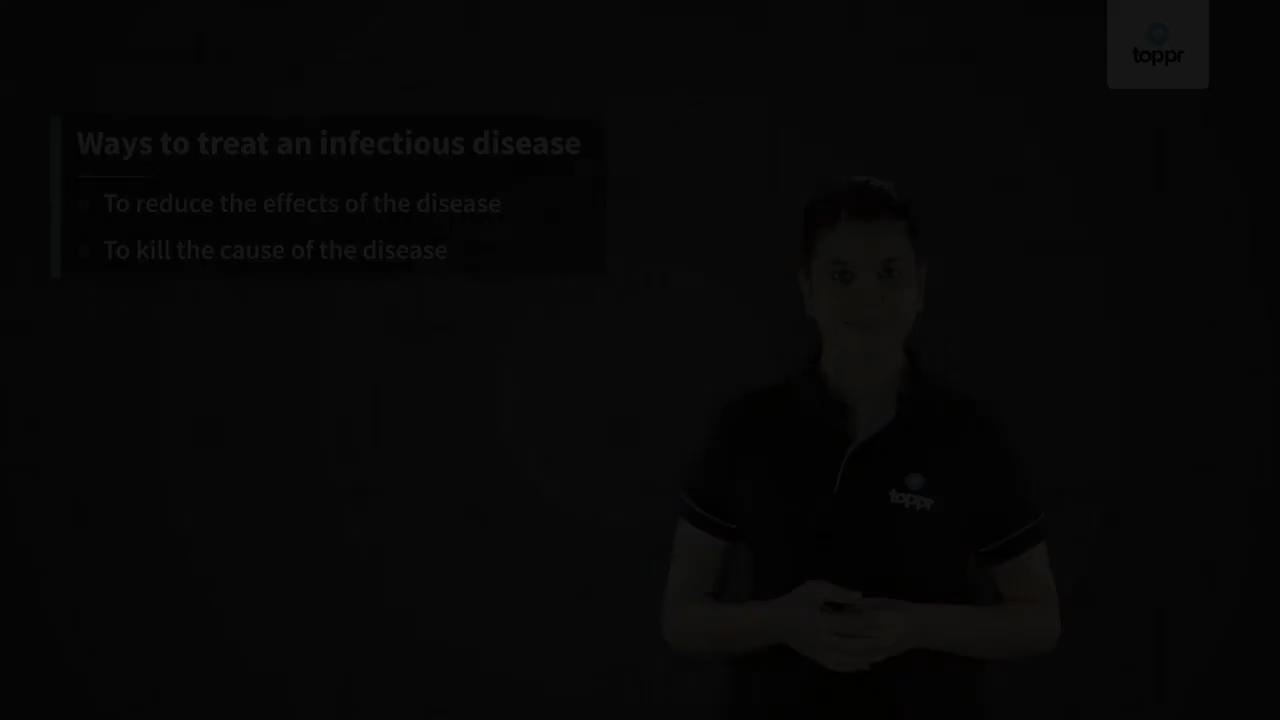 toppr
Ways to treat an infectious disease
To reduce the effects of the disease
To kill the cause of the disease
toppr